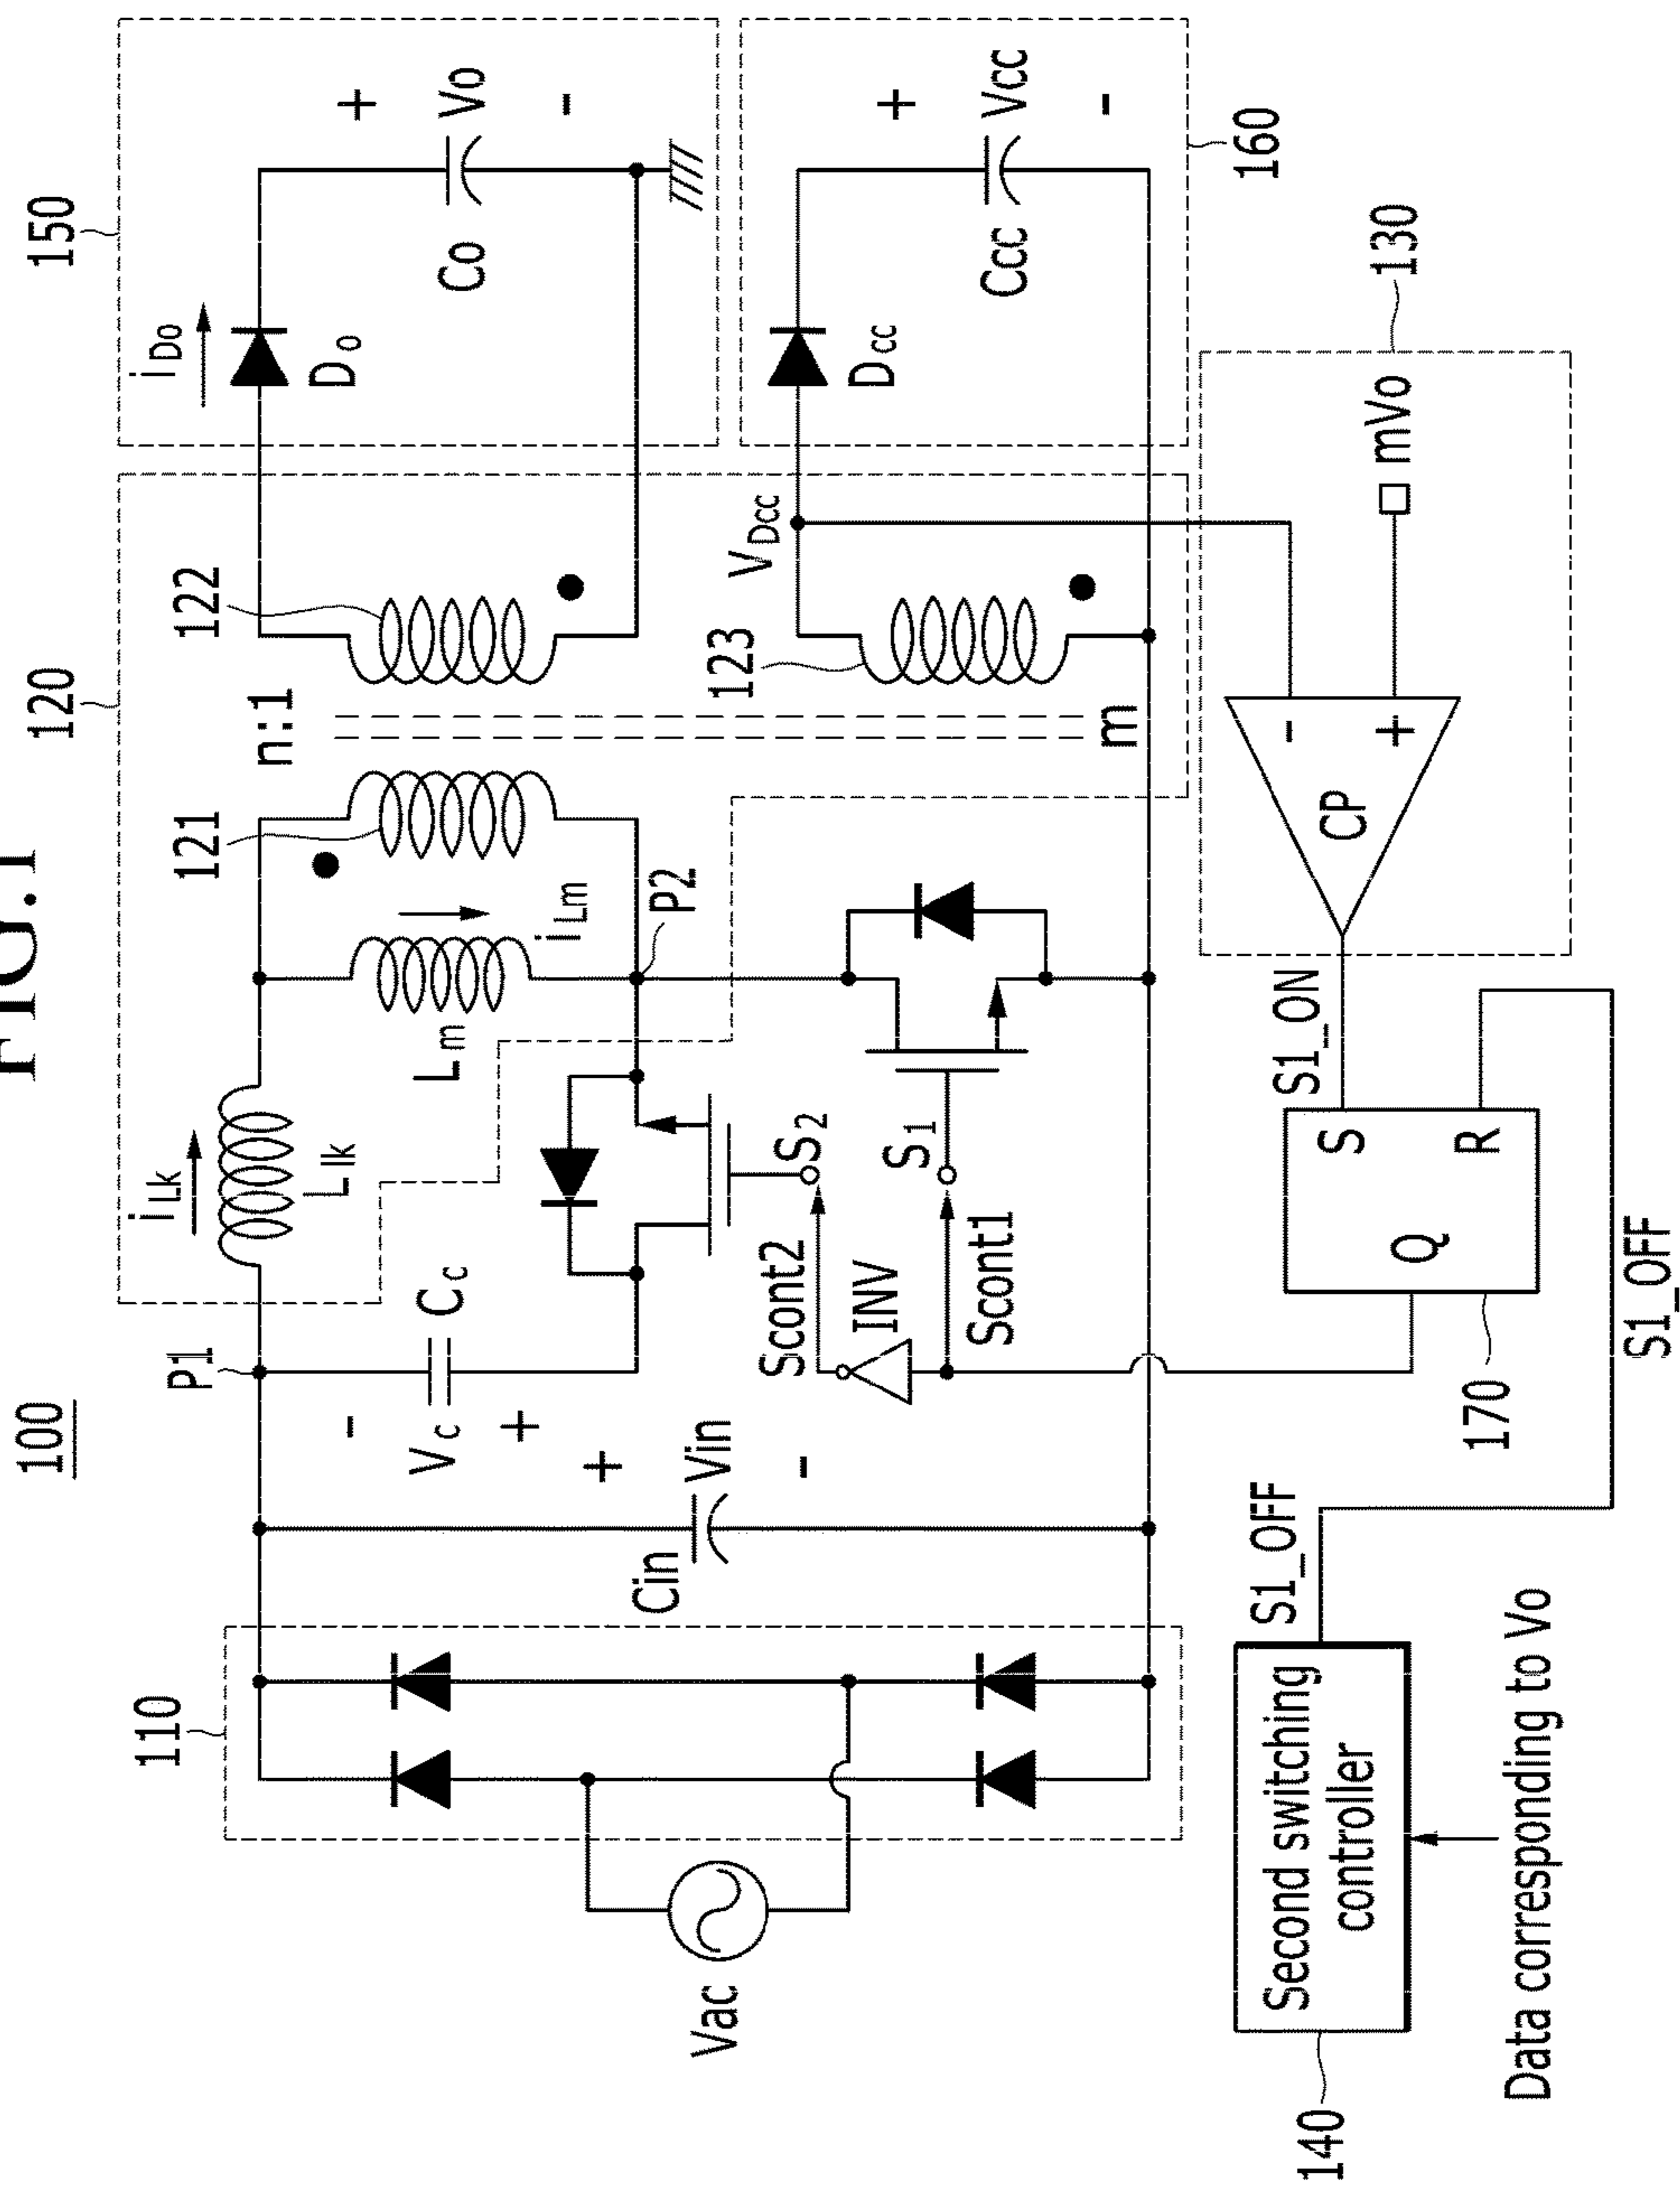 FIG.1
100
110
Vac
Cin
+
Vin
-
P1
-
Vc
+
Cc
iLk
Llk
120
Lm
iLm
121
n:1
122
P2
m
123
VDcc
150
iDo
Do
Co
+
Vo
-
160
Dcc
Ccc
+
Vcc
-
S2
S1
Scont2
INV
Scont1
130
CP
-
+
mVo
S1_ON
S
R
Q
170
S1_OFF
S1_OFF
140
Second switching
controller
Data corresponding to Vo